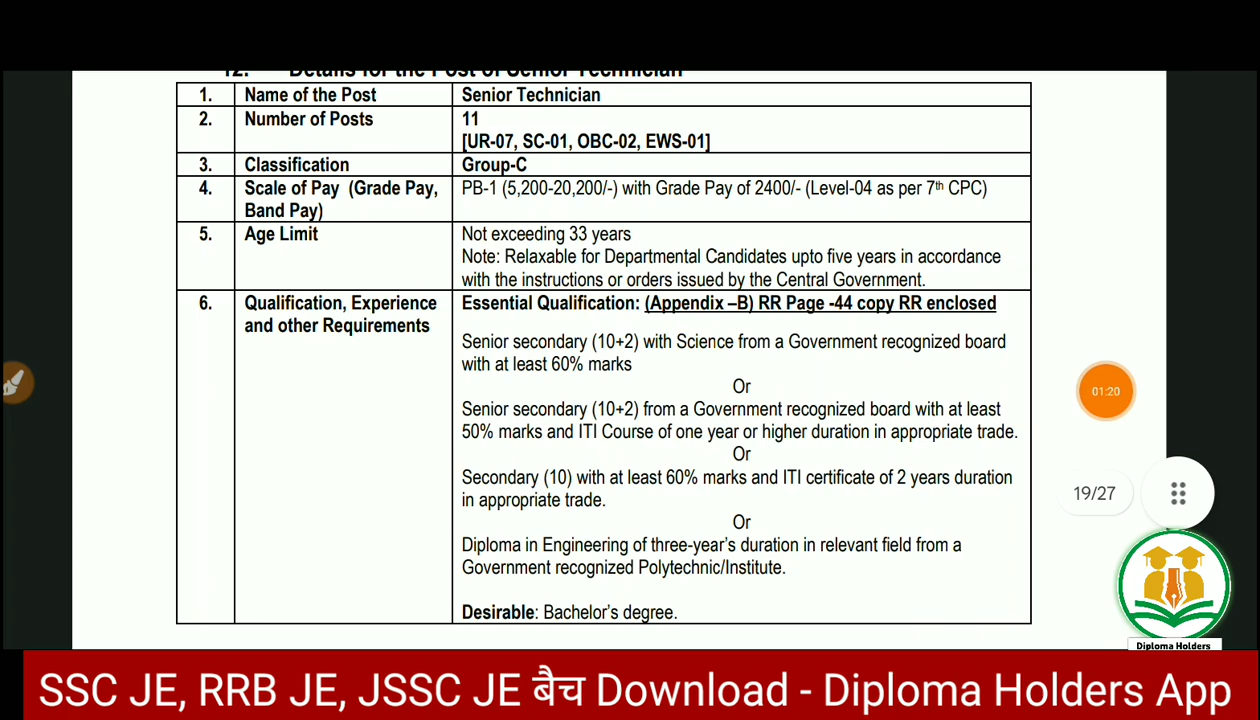 12. Details for the Post of Senior Technician
1. Name of the Post Senior Technician
2. Number of Posts 11
[UR-07, SC-01, OBC-02, EWS-01]
3. Classification Group-C
4. Scale of Pay (Grade Pay, PB-1 (5,200-20,200/-) with Grade Pay of 2400/- (Level-04 as per 7th CPC)
Band Pay)
5. Age Limit Not exceeding 33 years
Note: Relaxable for Departmental Candidates upto five years in accordance
with the instructions or orders issued by the Central Government.
6. Qualification, Experience Essential Qualification: (Appendix –B) RR Page -44 copy RR enclosed
and other Requirements
Senior secondary (10+2) with Science from a Government recognized board
with at least 60% marks
Or
Senior secondary (10+2) from a Government recognized board with at least
50% marks and ITI Course of one year or higher duration in appropriate trade.
Or
Secondary (10) with at least 60% marks and ITI certificate of 2 years duration
in appropriate trade.
Or
Diploma in Engineering of three-year's duration in relevant field from a
Government recognized Polytechnic/Institute.
Desirable: Bachelor's degree.
01:20
19/27
Diploma Holders
SSC JE, RRB JE, JSSC JE बैच Download - Diploma Holders App